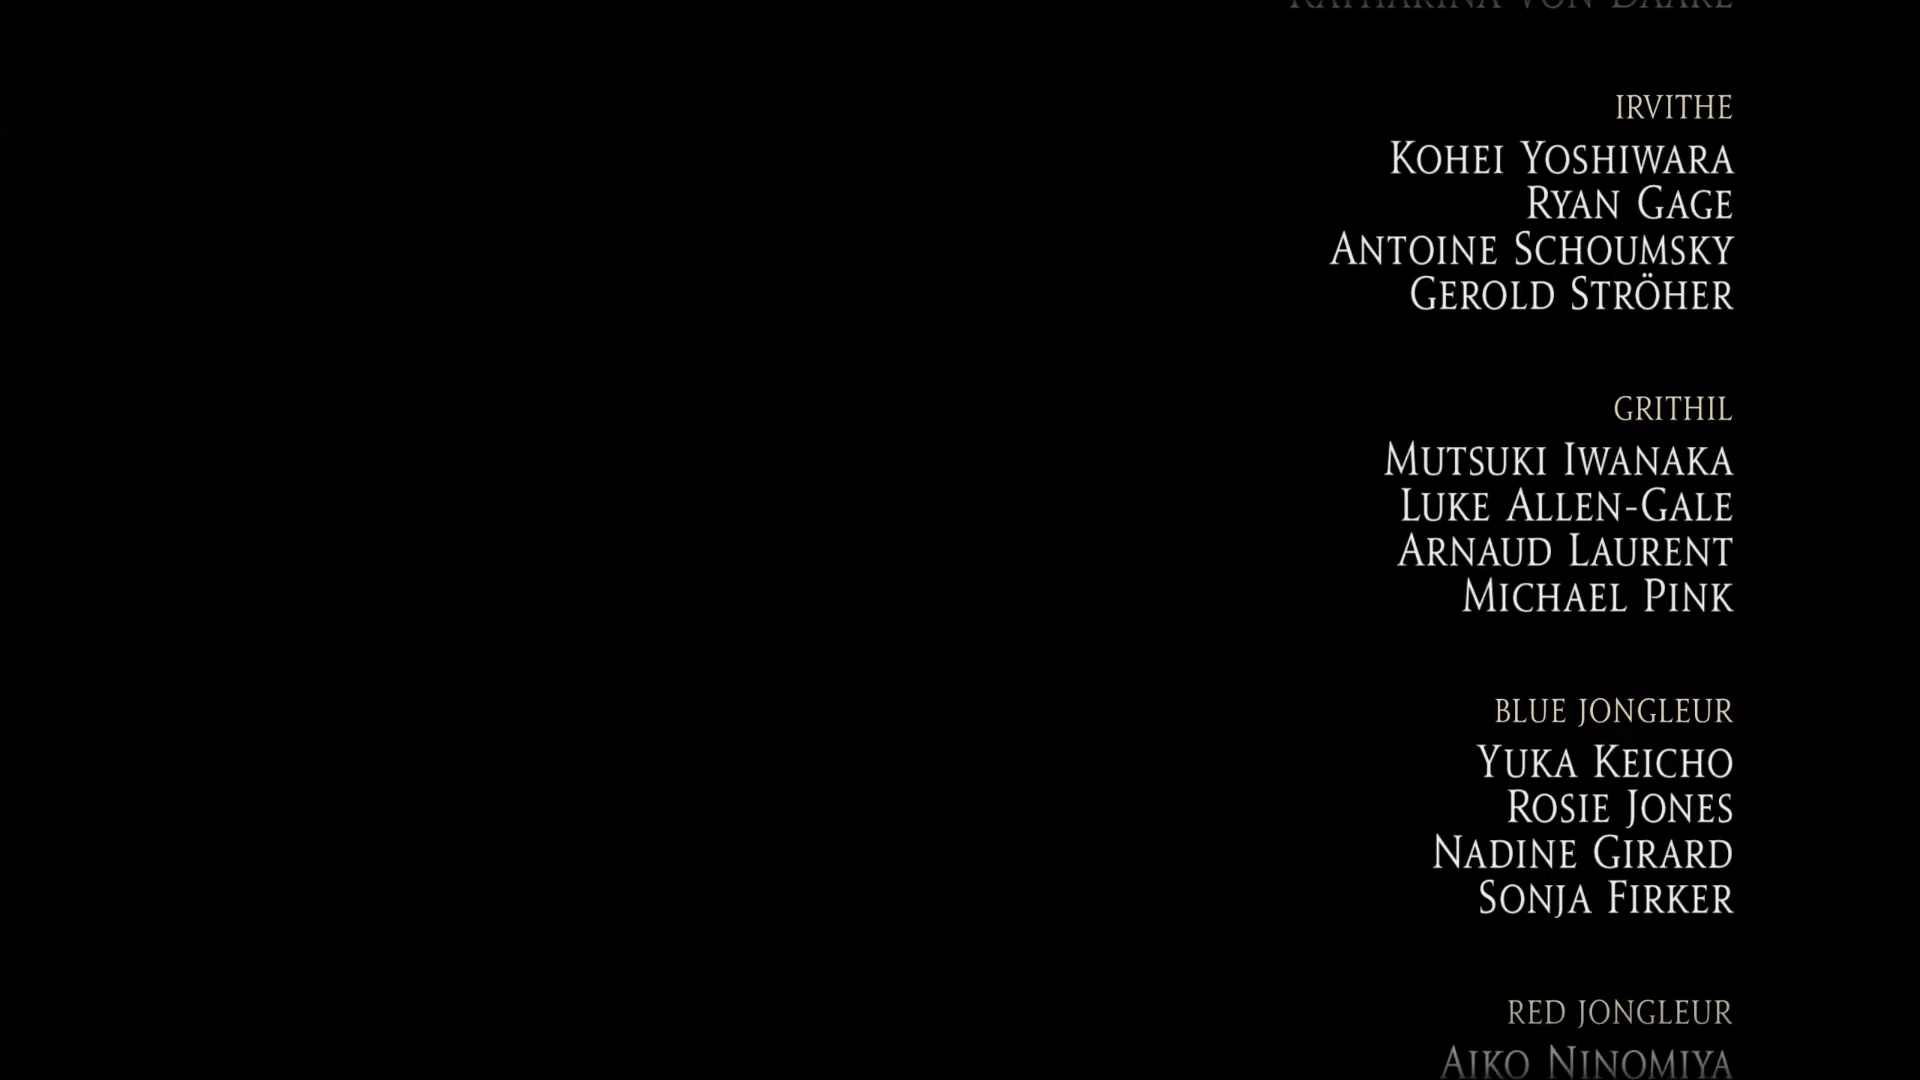 IRVITHE
KOHEI YOSHIWARA
RYAN GAGE
ANTOINE SCHOUMSKY
GEROLD STRÖHER
GRITHIL
MUTSUKI IWANAKA
LUKE ALLEN-GALE
ARNAUD LAURENT
MICHAEL PINK
BLUE JONGLEUR
YUKA KEICHO
ROSIE JONES
NADINE GIRARD
SONJA FIRKER
RED JONGLEUR
AIKO NINOMIYA